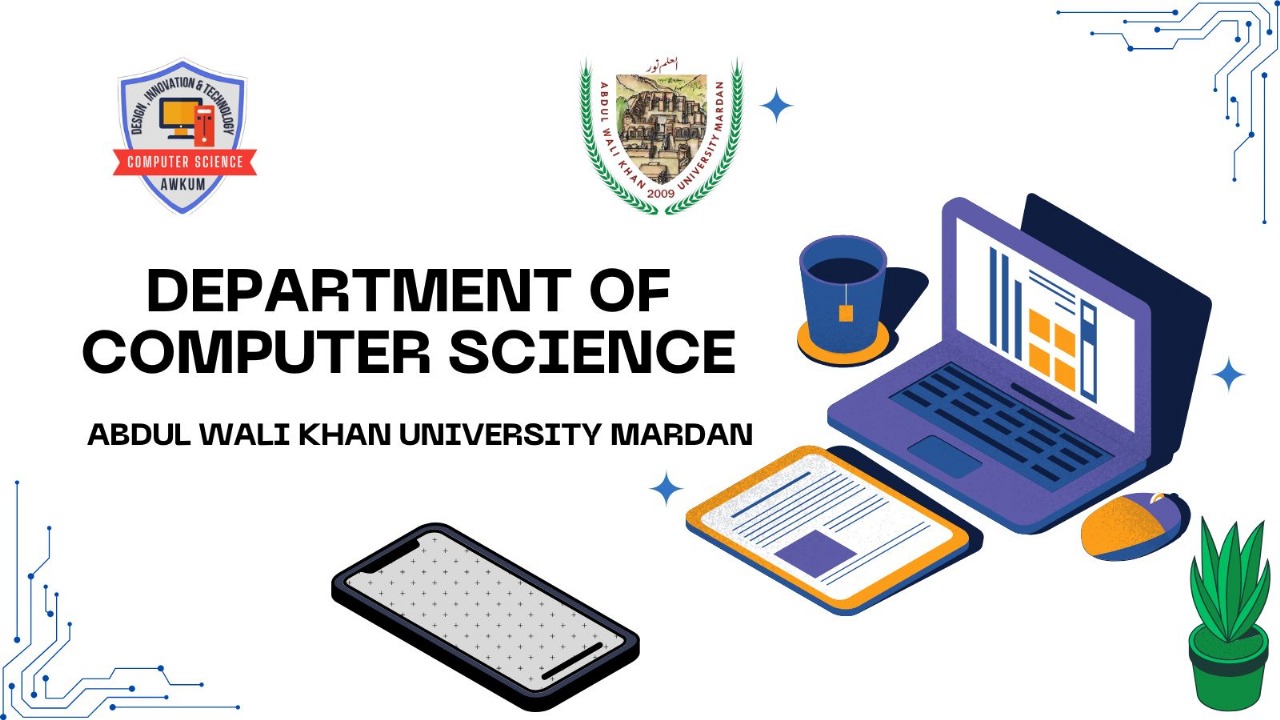 DESIGN, INNOVATION & TECHNOLOGY
COMPUTER SCIENCE
AWKUM
ABDUL WALI KHAN UNIVERSITY MARDAN
2009
DEPARTMENT OF
COMPUTER SCIENCE
ABDUL WALI KHAN UNIVERSITY MARDAN